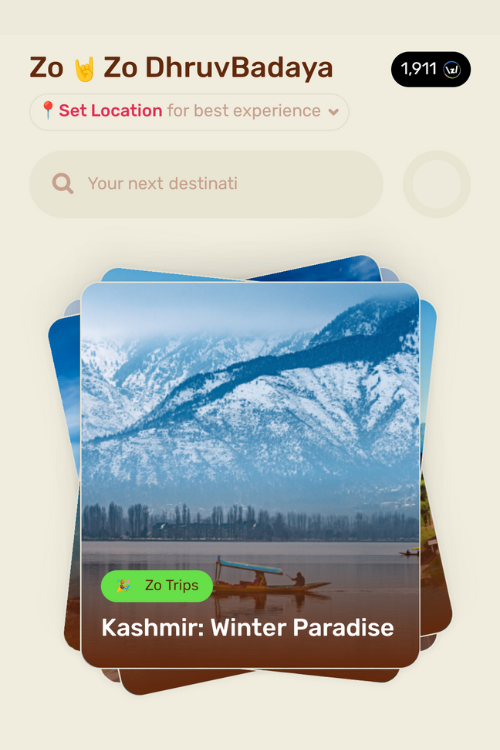 Zo 🤘 Zo DhruvBadaya
1,911
📍Set Location for best experience
Your next destinati
🎉 Zo Trips
Kashmir: Winter Paradise